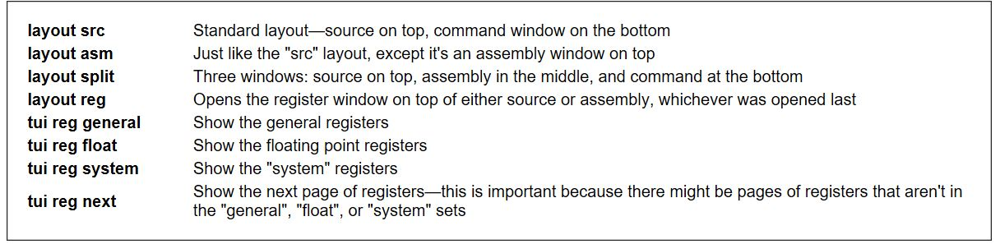 layout src Standard layout—source on top, command window on the bottom
layout asm Just like the "src" layout, except it's an assembly window on top
layout split Three windows: source on top, assembly in the middle, and command at the bottom
layout reg Opens the register window on top of either source or assembly, whichever was opened last
tui reg general Show the general registers
tui reg float Show the floating point registers
tui reg system Show the "system" registers
tui reg next Show the next page of registers—this is important because there might be pages of registers that aren't in
the "general", "float", or "system" sets